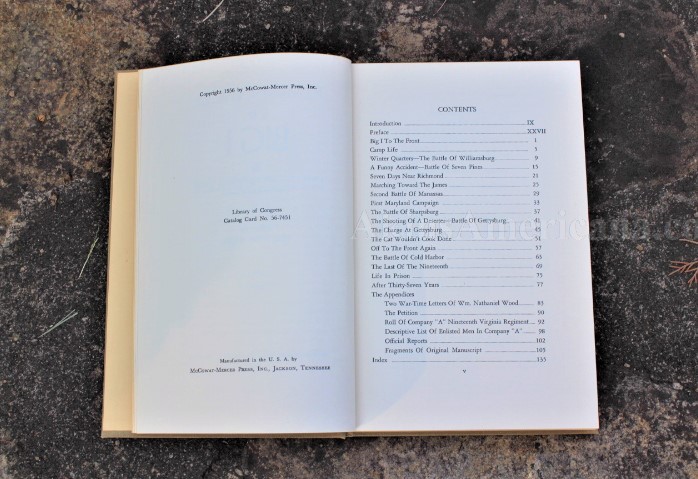 Copyright 1956 by McCowat-Mercer Press, Inc.
Library of Congress
Catalog Card No. 56-7451
Manufactured in the U. S. A. by
McCowat-Mercer Press, Inc., Jackson, Tennessee
CONTENTS
Introduction IX
Preface XXVII
Big I To The Front 1
Camp Life 5
Winter Quarters—The Battle Of Williamsburg 9
A Funny Accident—Battle Of Seven Pines 15
Seven Days Near Richmond 21
Marching Toward The James 25
Second Battle Of Manassas 29
First Maryland Campaign 33
The Battle Of Sharpsburg 37
The Shooting Of A Deserter—Battle Of Gettysburg 41
The Charge At Gettysburg 45
The Cat Wouldn't Cook Done 51
Off To The Front Again 57
The Battle Of Cold Harbor 65
The Last Of The Nineteenth 69
Life In Prison 75
After Thirty-Seven Years 77
The Appendices
Two War-Time Letters Of Wm. Nathaniel Wood 85
The Petition 90
Roll Of Company "A" Nineteenth Virginia Regiment 92
Descriptive List Of Enlisted Men In Company "A" 98
Official Reports 102
Fragments Of Original Manuscript 105
Index 133
v